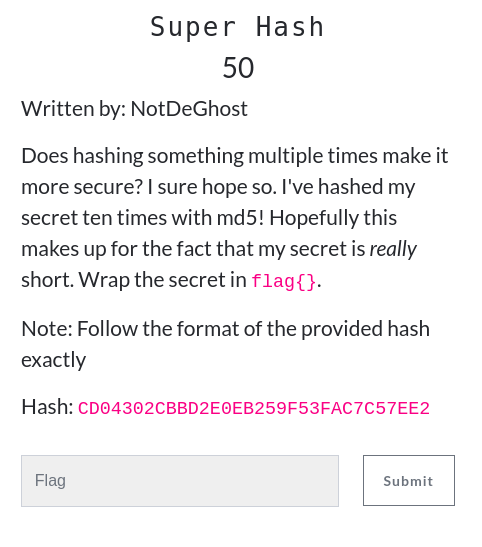 Super Hash
50
Written by: NotDeGhost
Does hashing something multiple times make it
more secure? I sure hope so. I've hashed my
secret ten times with md5! Hopefully this
makes up for the fact that my secret is really
short. Wrap the secret in flag{}.
Note: Follow the format of the provided hash
exactly
Hash: CD04302CBBD2E0EB259F53FAC7C57EE2
Flag Submit